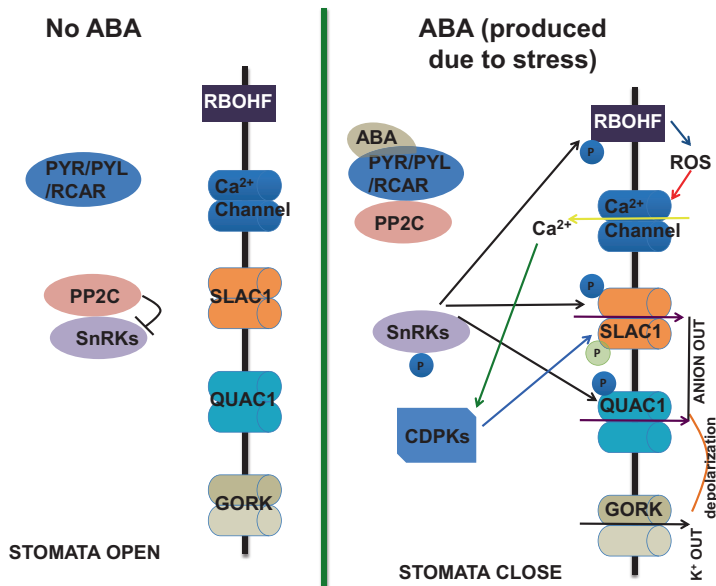 No ABA
RBOHF
PYR/PYL
/RCAR
Ca²⁺
Channel
PP2C
SnRKs
SLAC1
QUAC1
GORK
STOMATA OPEN
ABA (produced
due to stress)
ABA
PYR/PYL
/RCAR
PP2C
RBOHF
P
ROS
Ca²⁺
Ca²⁺
Channel
P
SnRKs
P
SLAC1
P
P
QUAC1
CDPKs
GORK
ANION OUT
depolarization
K⁺ OUT
STOMATA CLOSE